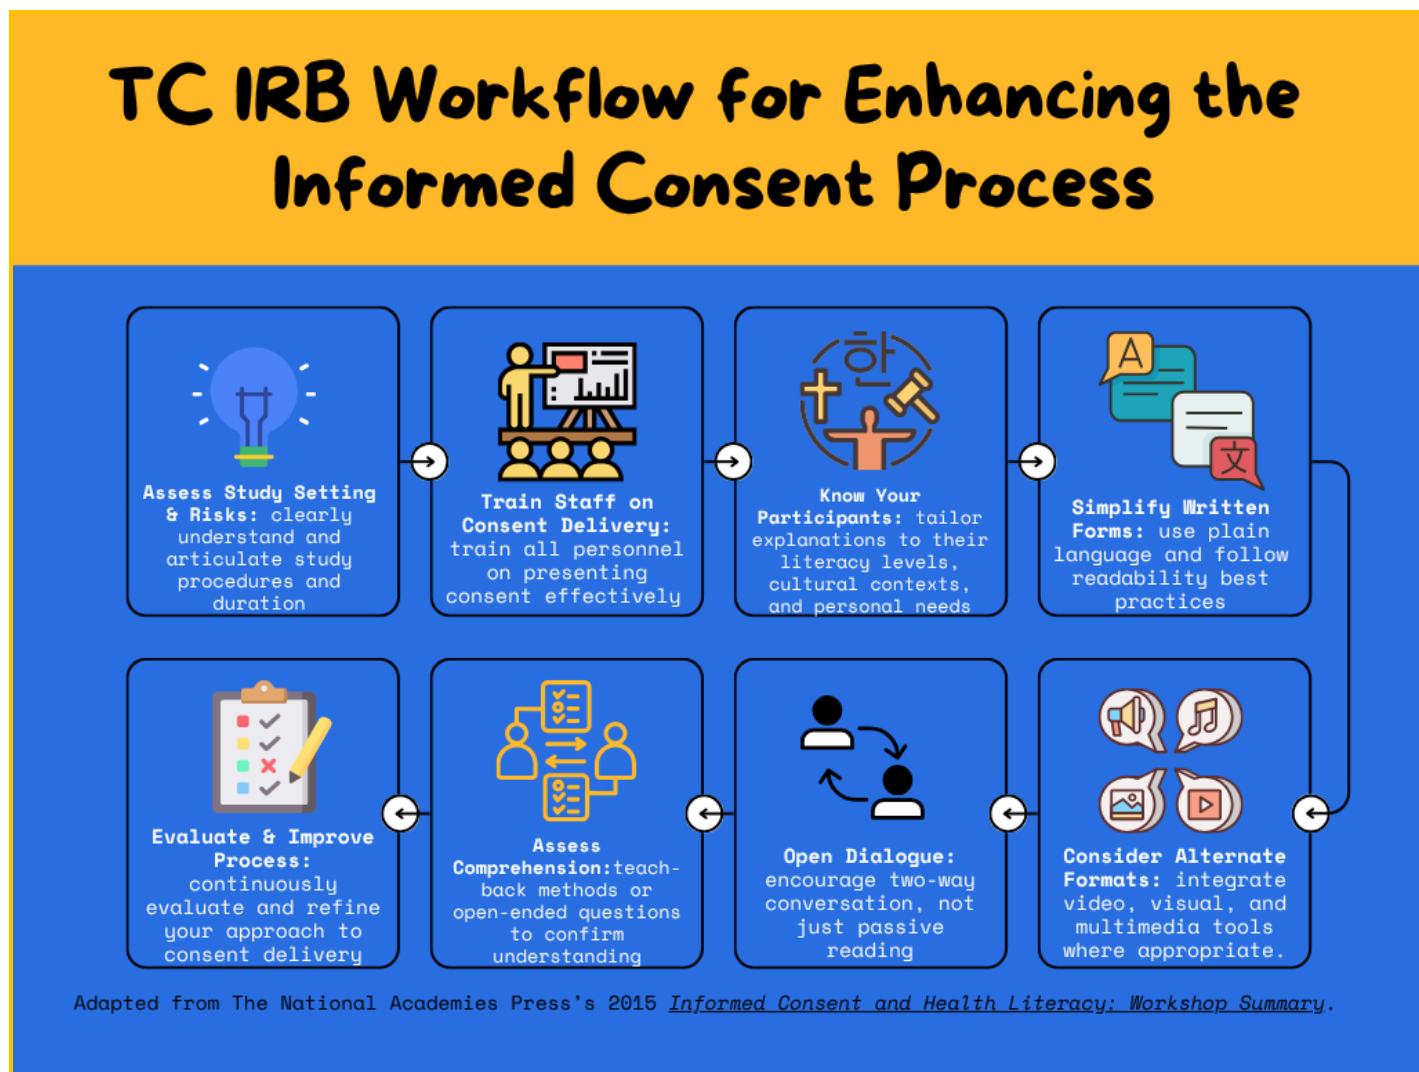 TC IRB Workflow for Enhancing the
Informed Consent Process
한
A
文
Assess Study Setting
& Risks: clearly
understand and
articulate study
procedures and
duration
Train Staff on
Consent Delivery:
train all personnel
on presenting
consent effectively
Know Your
Participants: tailor
explanations to their
literacy levels,
cultural contexts,
and personal needs
Simplify Written
Forms: use plain
language and follow
readability best
practices
Consider Alternate
Formats: integrate
video, visual, and
multimedia tools
where appropriate.
Open Dialogue:
encourage two-way
conversation, not
just passive
reading
Assess
Comprehension:teach-
back methods or
open-ended questions
to confirm
understanding
Evaluate & Improve
Process:
continuously
evaluate and refine
your approach to
consent delivery
Adapted from The National Academies Press's 2015 Informed Consent and Health Literacy: Workshop Summary.